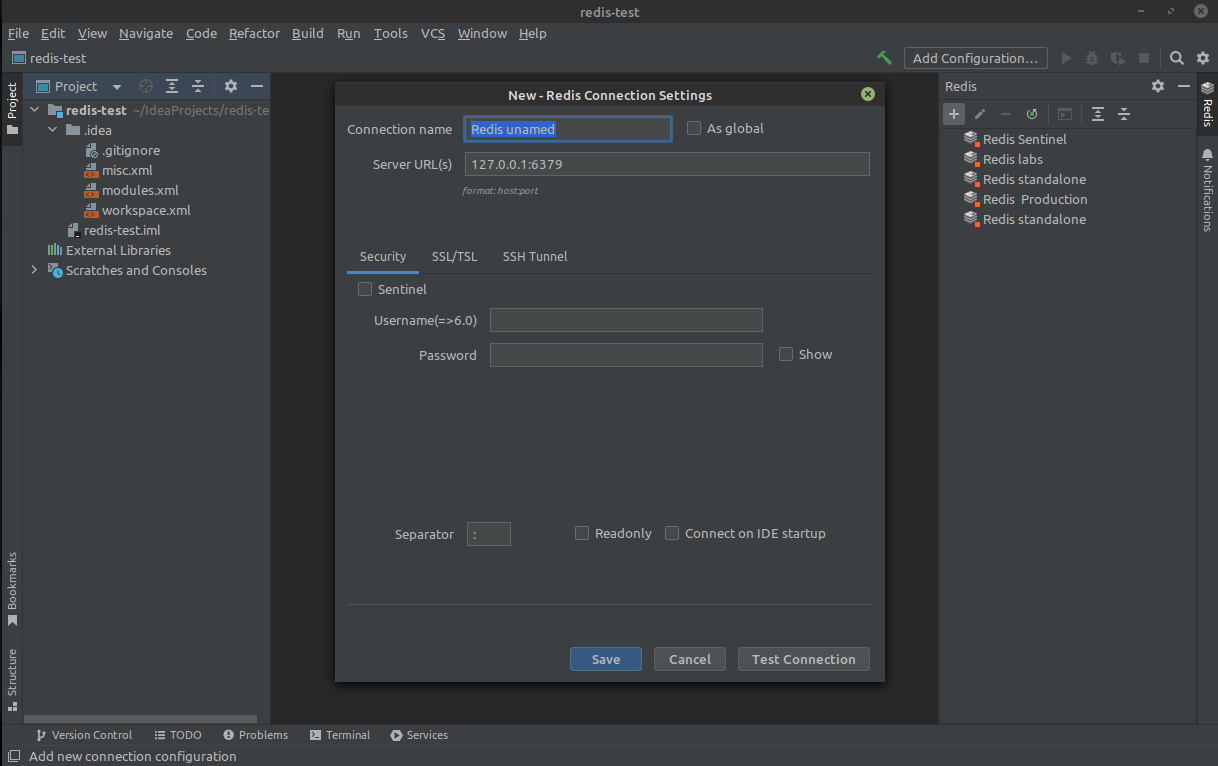 redis-test
File Edit View Navigate Code Refactor Build Run Tools VCS Window Help
redis-test
Add Configuration...
Project
Project
redis-test ~/IdeaProjects/redis-te
.idea
.gitignore
misc.xml
modules.xml
workspace.xml
redis-test.iml
External Libraries
Scratches and Consoles
Bookmarks
Structure
New - Redis Connection Settings
Connection name Redis unamed As global
Server URL(s) 127.0.0.1:6379
format: host:port
Security SSL/TSL SSH Tunnel
Sentinel
Username(=>6.0)
Password Show
Separator : Readonly Connect on IDE startup
Save Cancel Test Connection
Redis
Redis Sentinel
Redis labs
Redis standalone
Redis Production
Redis standalone
Redis
Notifications
Version Control TODO Problems Terminal Services
Add new connection configuration